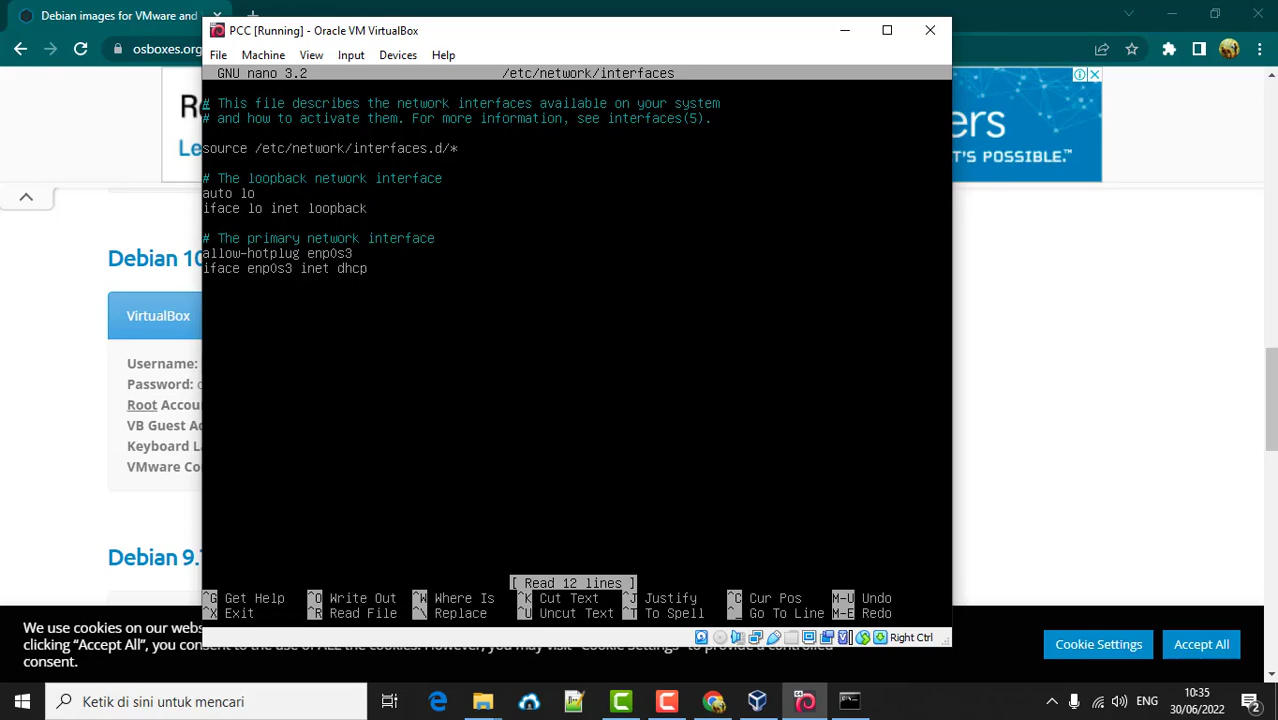 Debian images for VMware and
osboxes.org
PCC [Running] - Oracle VM VirtualBox
File Machine View Input Devices Help
GNU nano 3.2 /etc/network/interfaces
# This file describes the network interfaces available on your system
# and how to activate them. For more information, see interfaces(5).
source /etc/network/interfaces.d/*
# The loopback network interface
auto lo
iface lo inet loopback
# The primary network interface
allow-hotplug enp0s3
iface enp0s3 inet dhcp
[ Read 12 lines ]
^G Get Help ^O Write Out ^W Where Is ^K Cut Text ^J Justify ^C Cur Pos M-U Undo
^X Exit ^R Read File ^\ Replace ^U Uncut Text ^T To Spell ^_ Go To Line M-E Redo
Right Ctrl
ers
T'S POSSIBLE.™
Debian 10
VirtualBox
Username:
Password:
Root Accou
VB Guest Ac
Keyboard La
VMware Co
Debian 9.
We use cookies on our webs
clicking “Accept All”, you consent to the use of ALL the cookies. However, you may visit "Cookie Settings" to provide a controlled
consent.
Cookie Settings
Accept All
Ketik di sini untuk mencari
ENG
10:35
30/06/2022
2